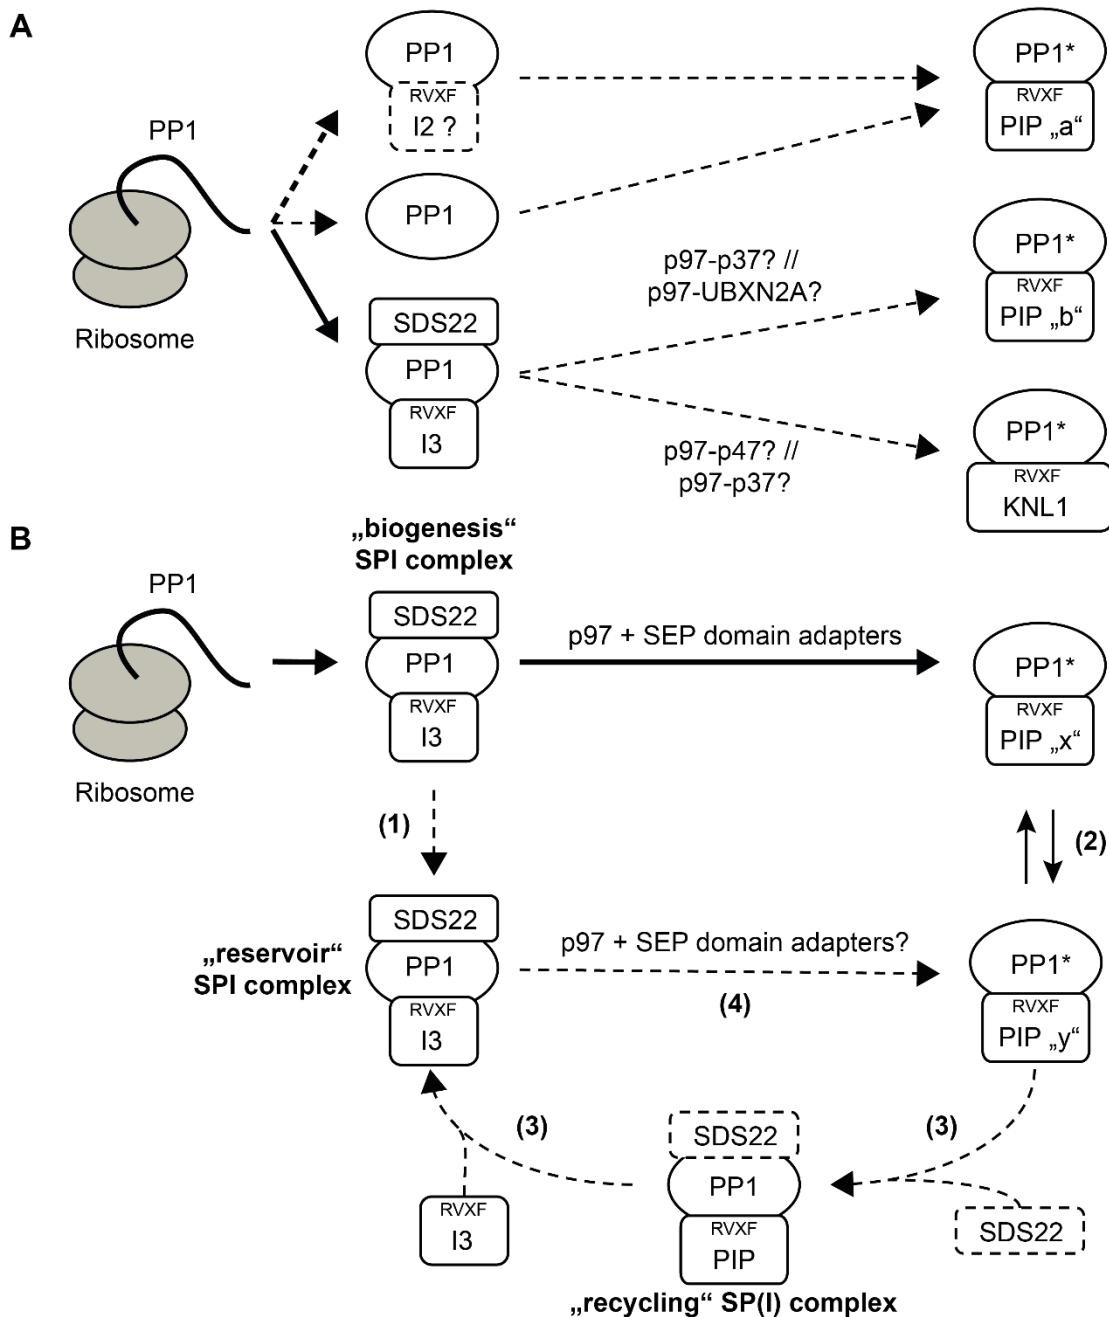 A
PP1
RVXF
I2 ?
PP1*
RVXF
PIP „a“
PP1
Ribosome
PP1
p97-p37? //
p97-UBXN2A?
PP1*
RVXF
PIP „b“
SDS22
PP1
RVXF
I3
p97-p47? //
p97-p37?
PP1*
RVXF
KNL1
B
„biogenesis“
SPI complex
PP1
Ribosome
SDS22
PP1
RVXF
I3
p97 + SEP domain adapters
PP1*
RVXF
PIP „x“
(1)
(2)
„reservoir“
SPI complex
SDS22
PP1
RVXF
I3
p97 + SEP domain adapters?
(4)
PP1*
RVXF
PIP „y“
(3)
(3)
RVXF
I3
SDS22
PP1
RVXF
PIP
SDS22
„recycling“ SP(I) complex